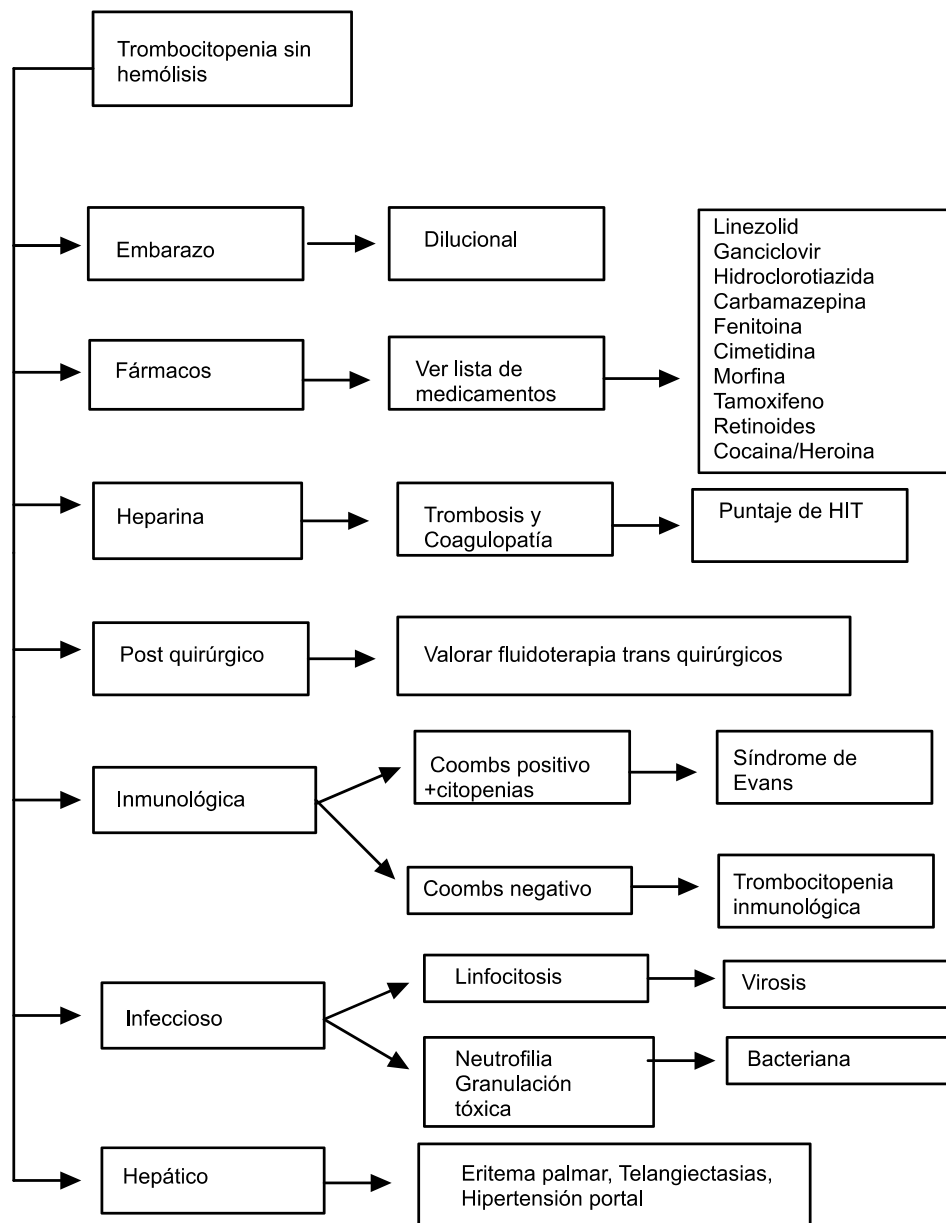 Trombocitopenia sin
hemólisis
Embarazo
Dilucional
Fármacos
Ver lista de
medicamentos
Linezolid
Ganciclovir
Hidroclorotiazida
Carbamazepina
Fenitoina
Cimetidina
Morfina
Tamoxifeno
Retinoides
Cocaina/Heroina
Heparina
Trombosis y
Coagulopatía
Puntaje de HIT
Post quirúrgico
Valorar fluidoterapia trans quirúrgicos
Inmunológica
Coombs positivo
+citopenias
Síndrome de
Evans
Coombs negativo
Trombocitopenia
inmunológica
Infeccioso
Linfocitosis
Virosis
Neutrofilia
Granulación
tóxica
Bacteriana
Hepático
Eritema palmar, Telangiectasias,
Hipertensión portal